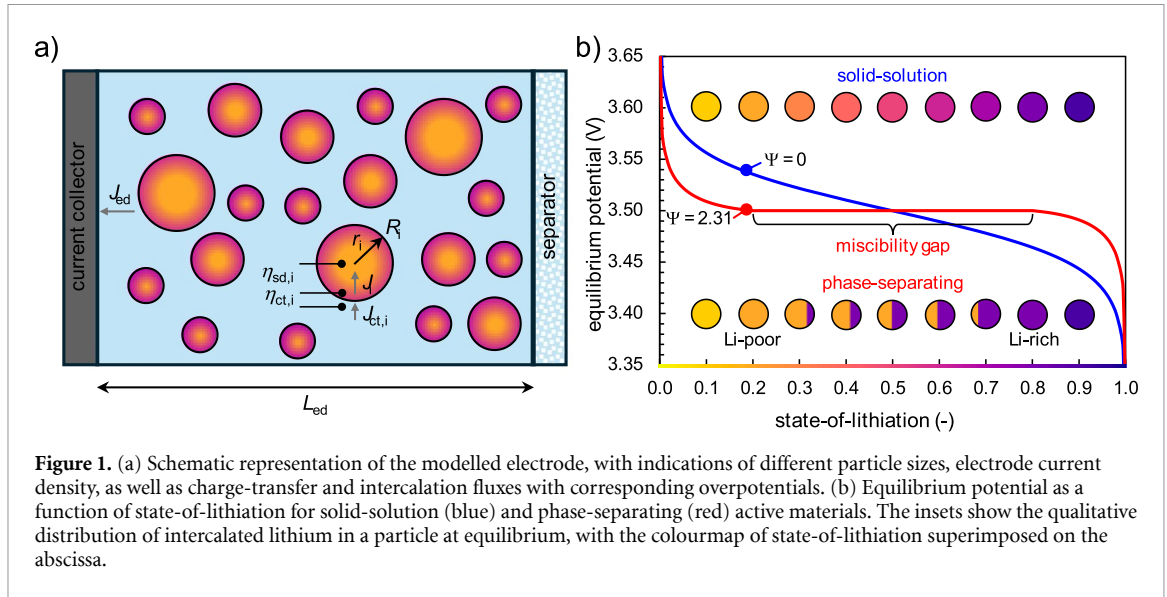 a)
current collector
J_ed
η_sd,i
η_ct,i
r_i
R_i
J_i
J_ct,i
separator
L_ed
b)
equilibrium potential (V)
3.65
3.60
3.55
3.50
3.45
3.40
3.35
solid-solution
Ψ = 0
Ψ = 2.31
miscibility gap
phase-separating
Li-poor
Li-rich
0.0 0.1 0.2 0.3 0.4 0.5 0.6 0.7 0.8 0.9 1.0
state-of-lithiation (-)
Figure 1. (a) Schematic representation of the modelled electrode, with indications of different particle sizes, electrode current
density, as well as charge-transfer and intercalation fluxes with corresponding overpotentials. (b) Equilibrium potential as a
function of state-of-lithiation for solid-solution (blue) and phase-separating (red) active materials. The insets show the qualitative
distribution of intercalated lithium in a particle at equilibrium, with the colourmap of state-of-lithiation superimposed on the
abscissa.